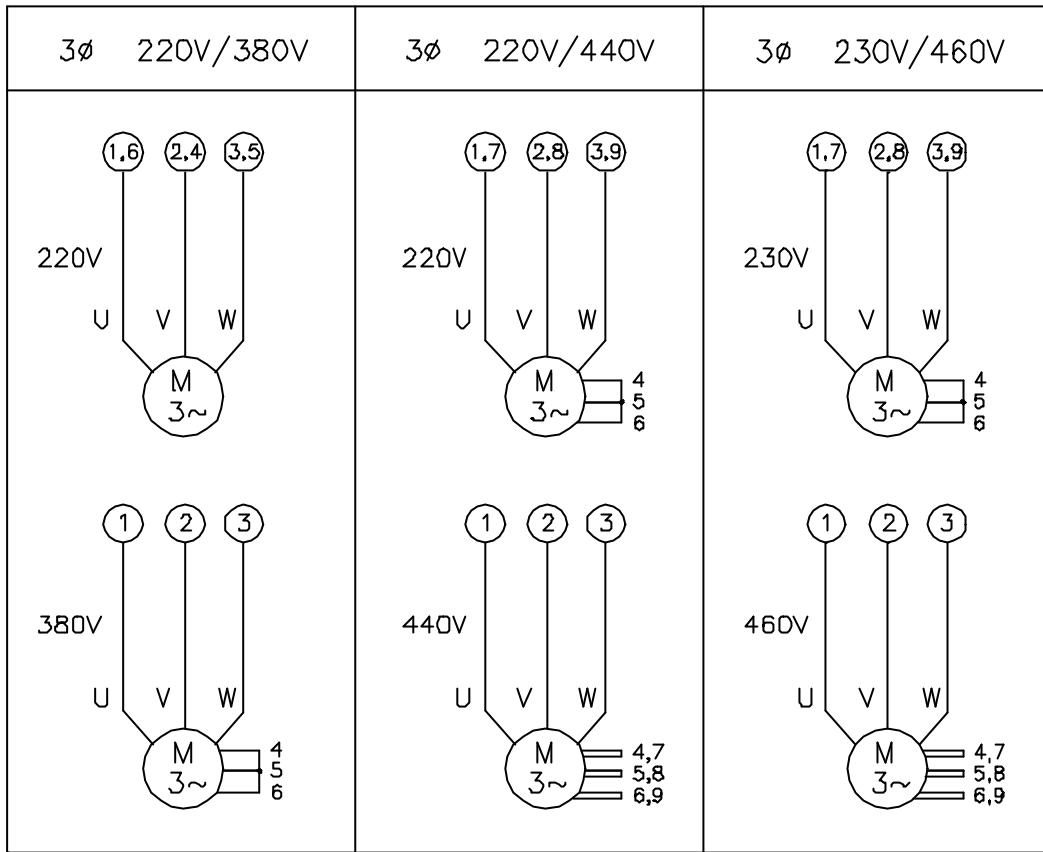 3ø 220V/380V
3ø 220V/440V
3ø 230V/460V
1,6 2,4 3,5
220V
U V W
M
3~
1,7 2,8 3,9
220V
U V W
M
3~
4
5
6
1,7 2,8 3,9
230V
U V W
M
3~
4
5
6
1 2 3
380V
U V W
M
3~
4
5
6
1 2 3
440V
U V W
M
3~
4,7
5,8
6,9
1 2 3
460V
U V W
M
3~
4,7
5,8
6,9